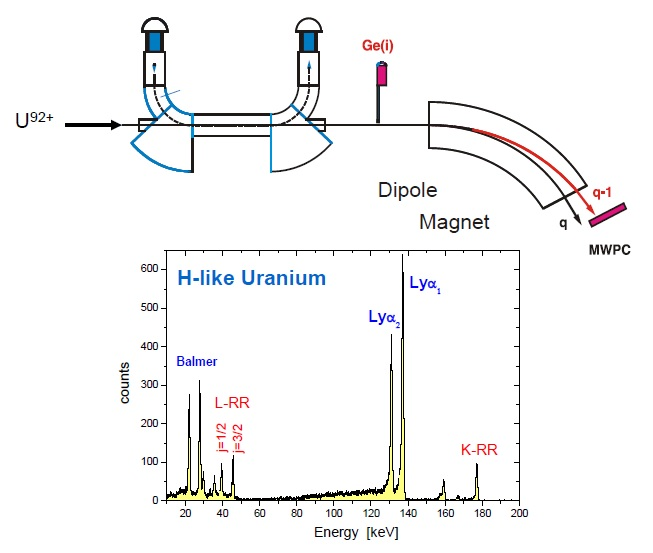 Ge(i)
U92+
Dipole
Magnet
q-1
q
MWPC
H-like Uranium
Lyα1
Lyα2
Balmer
L-RR
j=1/2
j=3/2
K-RR
counts
600
500
400
300
200
100
0
20 40 60 80 100 120 140 160 180 200
Energy [keV]